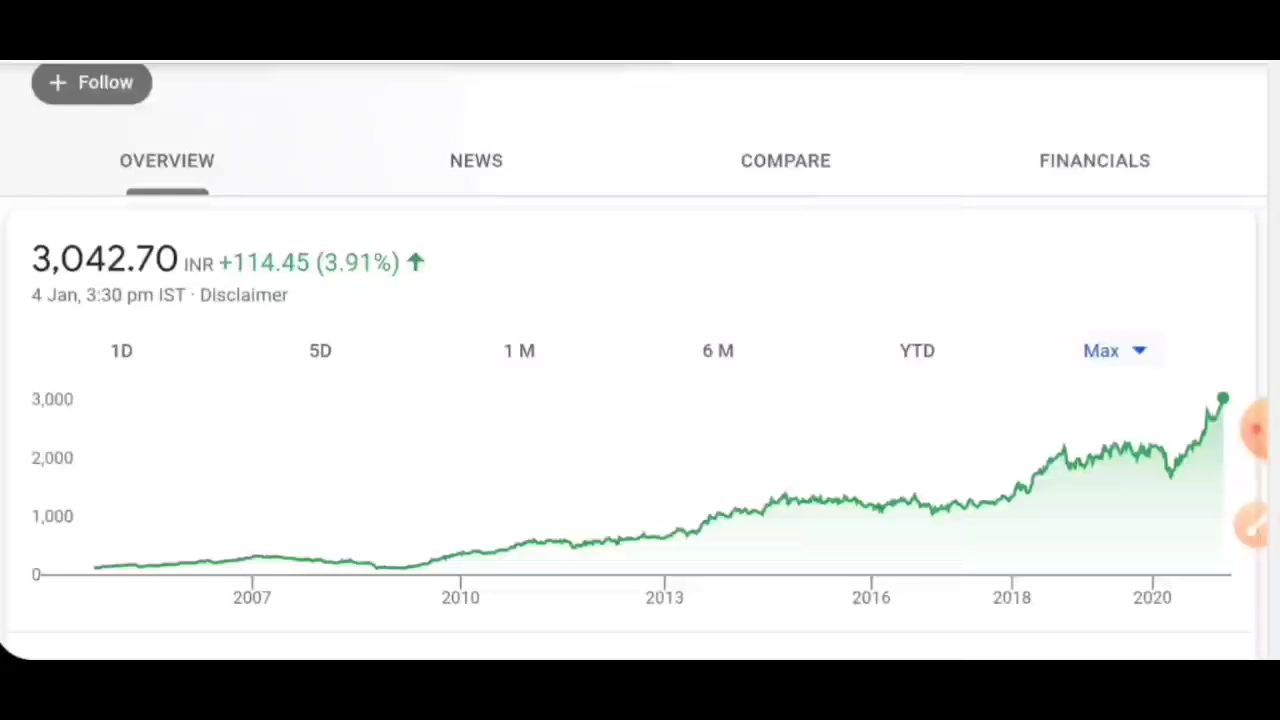 + Follow
OVERVIEW NEWS COMPARE FINANCIALS
3,042.70 INR +114.45 (3.91%) ↑
4 Jan, 3:30 pm IST · Disclaimer
1D 5D 1 M 6 M YTD Max
3,000
2,000
1,000
0
2007 2010 2013 2016 2018 2020